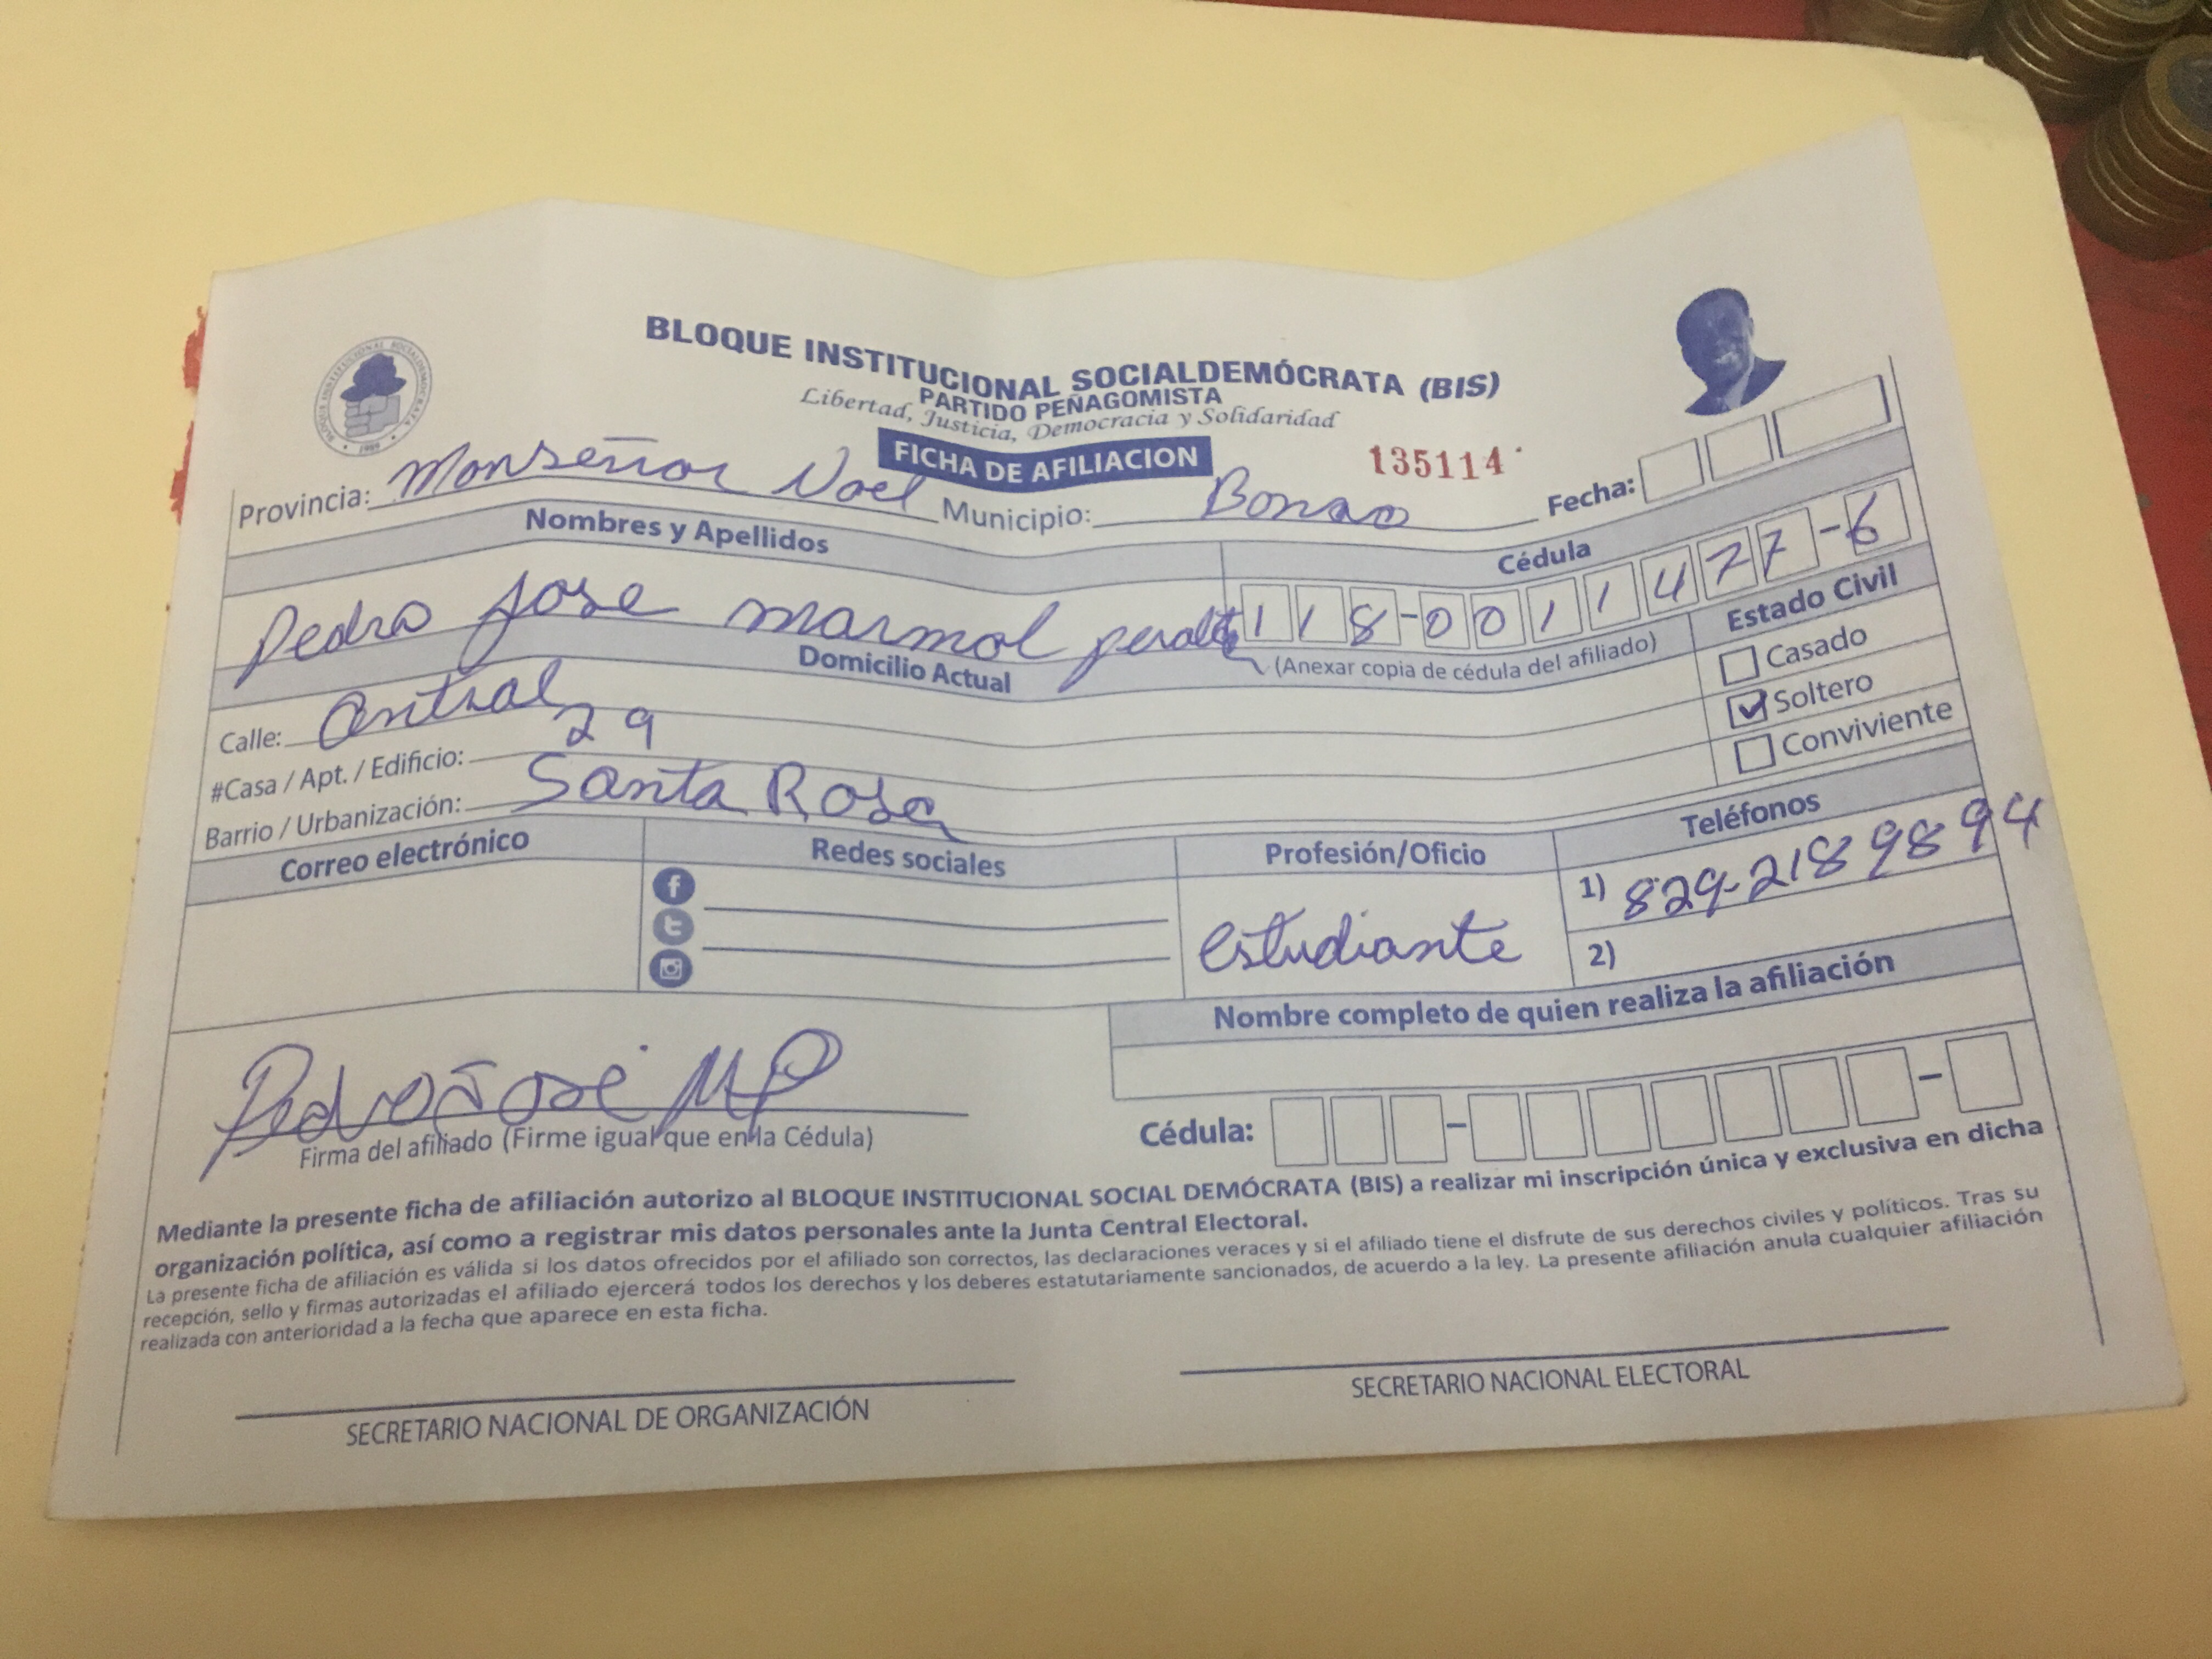 BLOQUE INSTITUCIONAL SOCIALDEMOCRATA
1989
BLOQUE INSTITUCIONAL SOCIALDEMÓCRATA (BIS)
PARTIDO PEÑAGOMISTA
Libertad, Justicia, Democracia y Solidaridad
FICHA DE AFILIACION
135114
Provincia: Monseñor Noel Municipio: Bonao Fecha:
Nombres y Apellidos
Cédula
Pedro Jose marmol peralta
118-0011477-6
(Anexar copia de cédula del afiliado)
Estado Civil
Casado
Soltero
Conviviente
Domicilio Actual
Calle: Central
#Casa / Apt. / Edificio: 29
Barrio / Urbanización: Santa Rosa
Correo electrónico
Redes sociales
Profesión/Oficio
estudiante
Teléfonos
1) 829-2189894
2)
Nombre completo de quien realiza la afiliación
Cédula:
Pedro José MP
Firma del afiliado (Firme igual que en la Cédula)
Mediante la presente ficha de afiliación autorizo al BLOQUE INSTITUCIONAL SOCIAL DEMÓCRATA (BIS) a realizar mi inscripción única y exclusiva en dicha
organización política, así como a registrar mis datos personales ante la Junta Central Electoral.
La presente ficha de afiliación es válida si los datos ofrecidos por el afiliado son correctos, las declaraciones veraces y si el afiliado tiene el disfrute de sus derechos civiles y políticos. Tras su
recepción, sello y firmas autorizadas el afiliado ejercerá todos los derechos y los deberes estatutariamente sancionados, de acuerdo a la ley. La presente afiliación anula cualquier afiliación
realizada con anterioridad a la fecha que aparece en esta ficha.
SECRETARIO NACIONAL DE ORGANIZACIÓN
SECRETARIO NACIONAL ELECTORAL